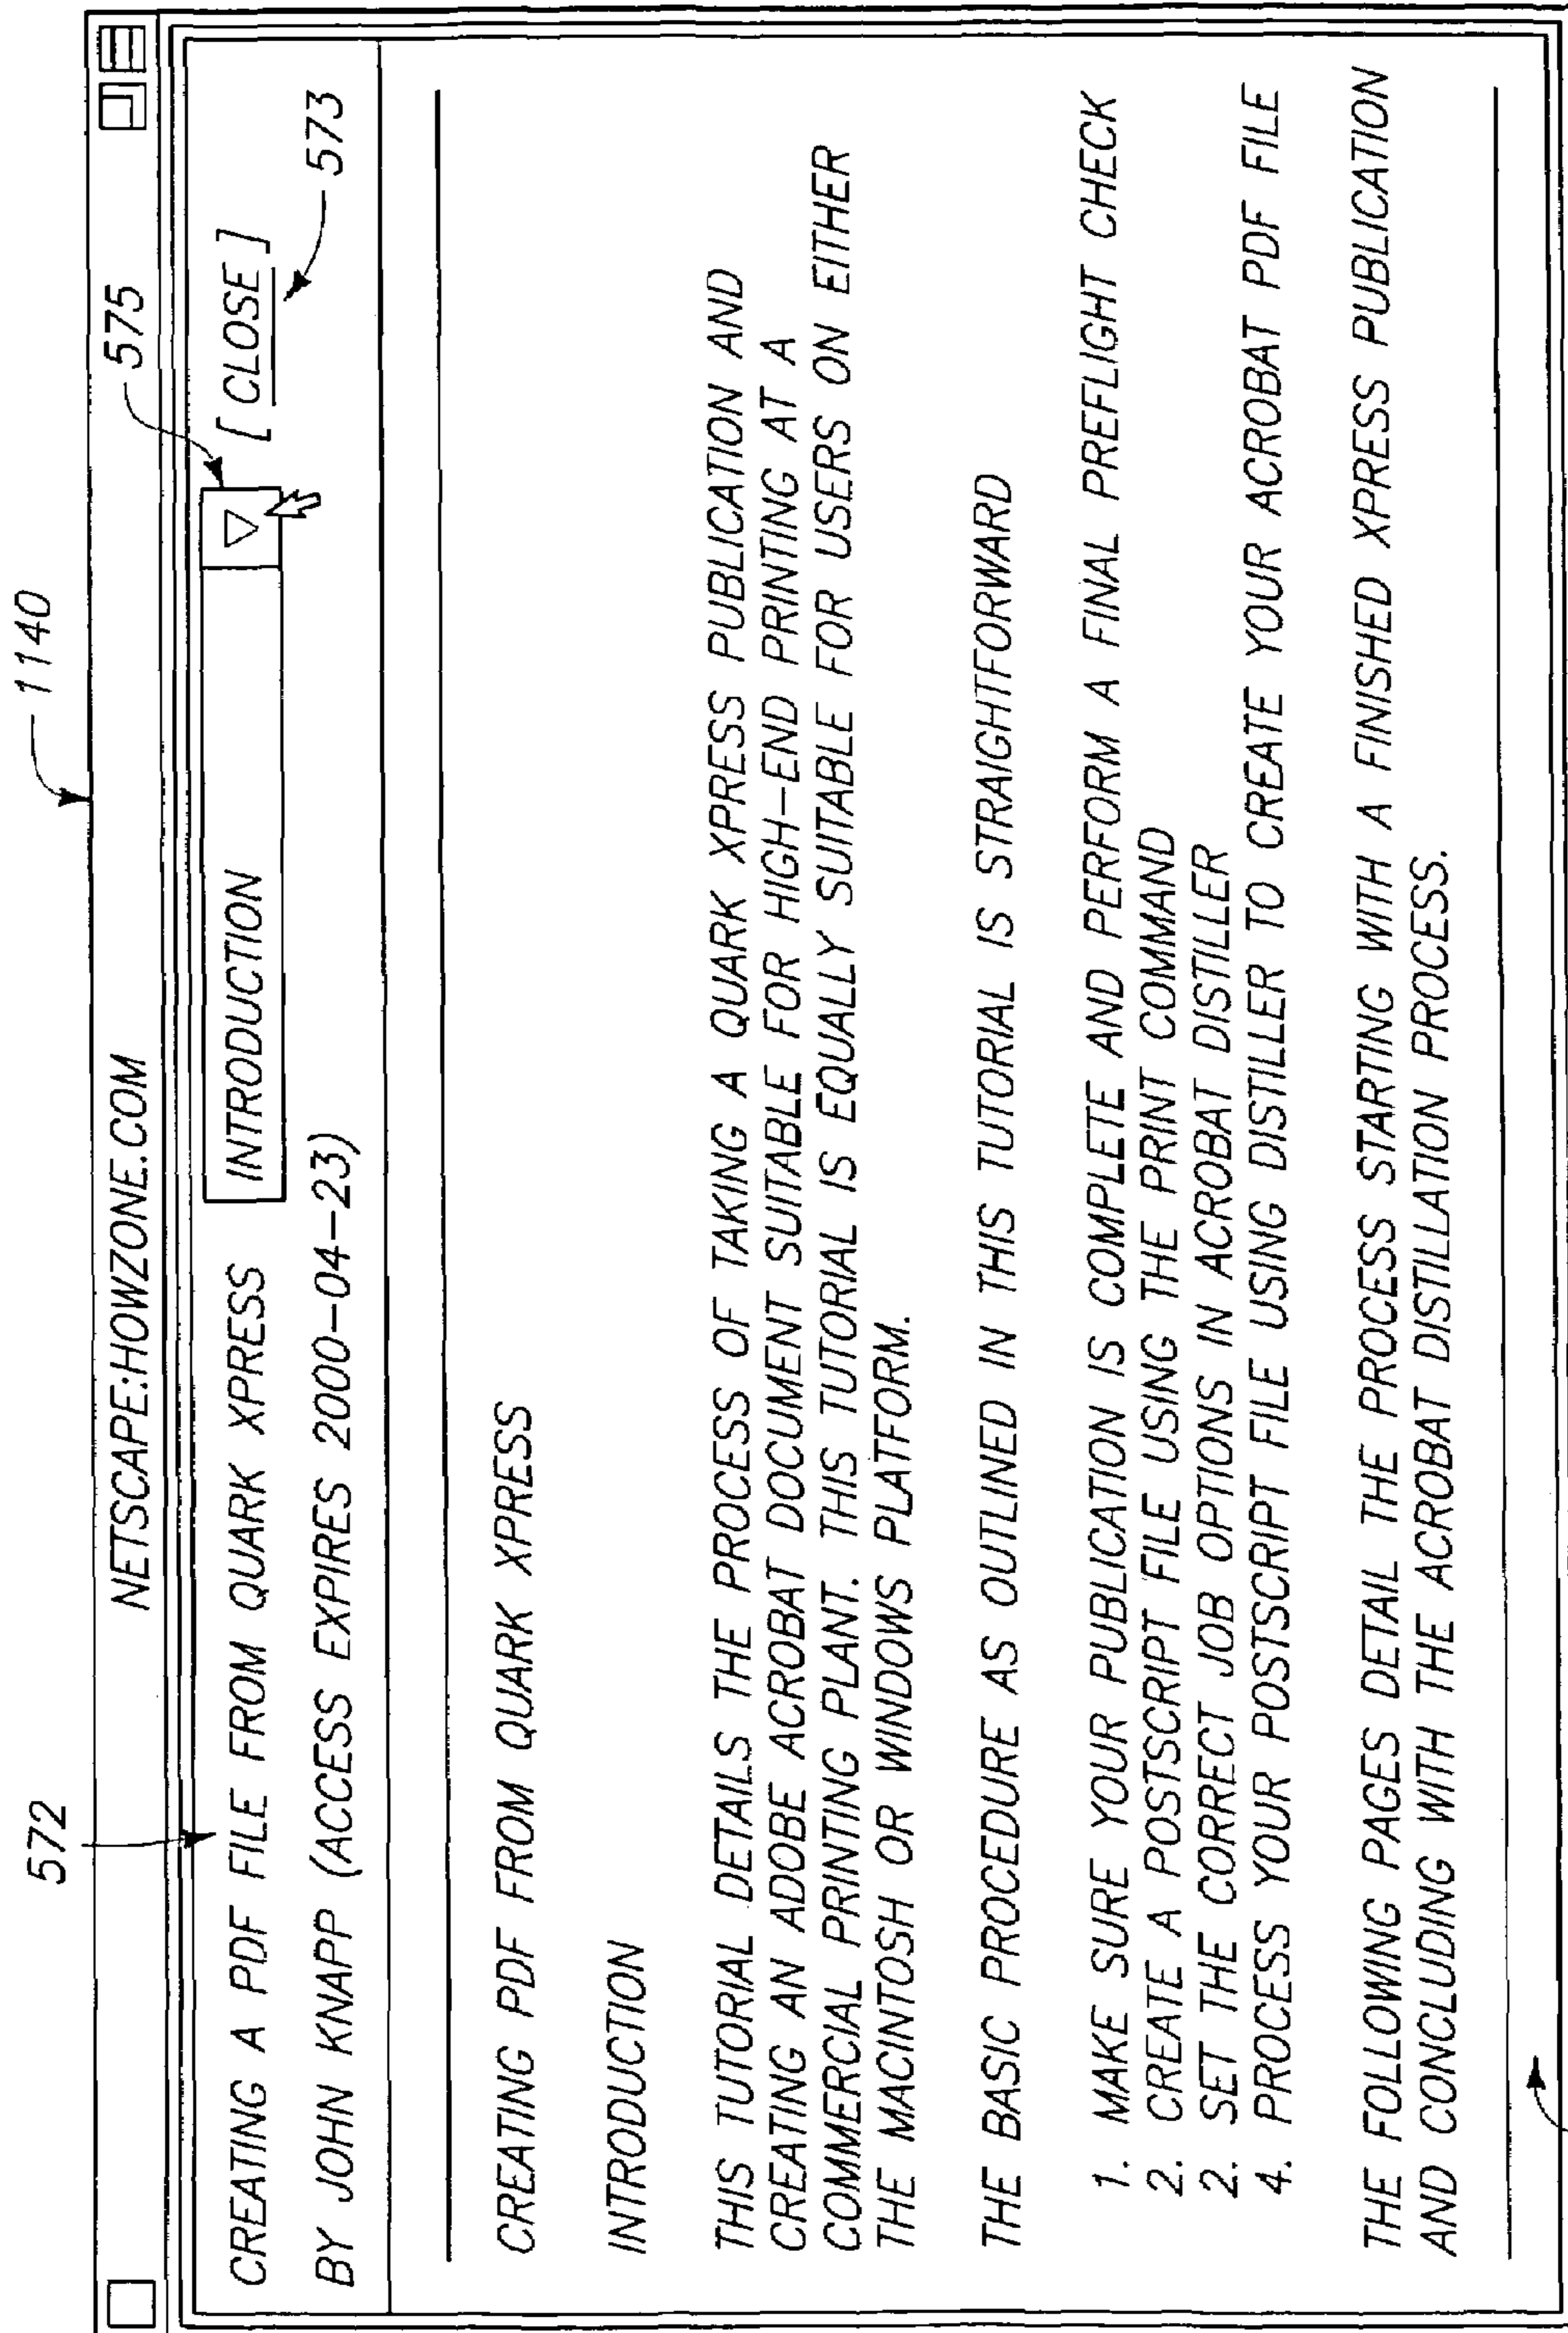 572
1140
NETSCAPE:HOWZONE.COM
575
CREATING A PDF FILE FROM QUARK XPRESS
INTRODUCTION
[CLOSE]
573
BY JOHN KNAPP (ACCESS EXPIRES 2000-04-23)
CREATING PDF FROM QUARK XPRESS
INTRODUCTION
THIS TUTORIAL DETAILS THE PROCESS OF TAKING A QUARK XPRESS PUBLICATION AND
CREATING AN ADOBE ACROBAT DOCUMENT SUITABLE FOR HIGH-END PRINTING AT A
COMMERCIAL PRINTING PLANT. THIS TUTORIAL IS EQUALLY SUITABLE FOR USERS ON EITHER
THE MACINTOSH OR WINDOWS PLATFORM.
THE BASIC PROCEDURE AS OUTLINED IN THIS TUTORIAL IS STRAIGHTFORWARD
1. MAKE SURE YOUR PUBLICATION IS COMPLETE AND PERFORM A FINAL PREFLIGHT CHECK
2. CREATE A POSTSCRIPT FILE USING THE PRINT COMMAND
2. SET THE CORRECT JOB OPTIONS IN ACROBAT DISTILLER
4. PROCESS YOUR POSTSCRIPT FILE USING DISTILLER TO CREATE YOUR ACROBAT PDF FILE
THE FOLLOWING PAGES DETAIL THE PROCESS STARTING WITH A FINISHED XPRESS PUBLICATION
AND CONCLUDING WITH THE ACROBAT DISTILLATION PROCESS.